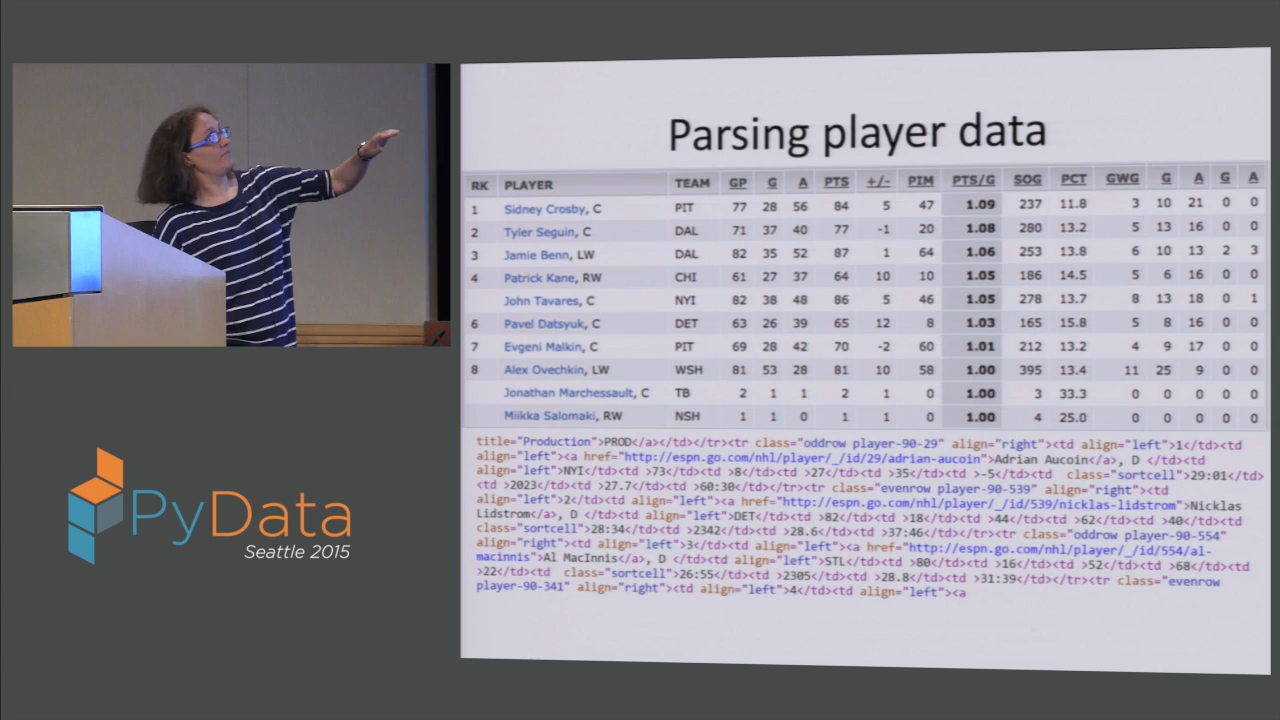 Parsing player data
RK PLAYER TEAM GP G A PTS +/- PIM PTS/G SOG PCT GWG G A G A
1 Sidney Crosby, C PIT 77 28 56 84 5 47 1.09 237 11.8 3 10 21 0 0
2 Tyler Seguin, C DAL 71 37 40 77 -1 20 1.08 280 13.2 5 13 16 0 0
3 Jamie Benn, LW DAL 82 35 52 87 1 64 1.06 253 13.8 6 10 13 2 3
4 Patrick Kane, RW CHI 61 27 37 64 10 10 1.05 186 14.5 5 6 16 0 0
John Tavares, C NYI 82 38 48 86 5 46 1.05 278 13.7 8 13 18 0 1
6 Pavel Datsyuk, C DET 63 26 39 65 12 8 1.03 165 15.8 5 8 16 0 0
7 Evgeni Malkin, C PIT 69 28 42 70 -2 60 1.01 212 13.2 4 9 17 0 0
8 Alex Ovechkin, LW WSH 81 53 28 81 10 58 1.00 395 13.4 11 25 9 0 0
Jonathan Marchessault, C TB 2 1 1 2 1 0 1.00 3 33.3 0 0 0 0 0
Miikka Salomaki, RW NSH 1 1 0 1 1 0 1.00 4 25.0 0 0 0 0 0
title="Production">PROD</a></td></tr><tr class="oddrow player-90-29" align="right"><td align="left">1</td><td
align="left"><a href="http://espn.go.com/nhl/player/_/id/29/adrian-aucoin">Adrian Aucoin</a>, D </td><td
align="left">NYI</td><td >73</td><td >8</td><td >27</td><td >35</td><td >-5</td><td class="sortcell">29:01</td>
<td >2023</td><td >27.7</td><td >60:30</td></tr><tr class="evenrow player-90-539" align="right"><td
align="left">2</td><td align="left"><a href="http://espn.go.com/nhl/player/_/id/539/nicklas-lidstrom">Nicklas
Lidstrom</a>, D </td><td align="left">DET</td><td >82</td><td >18</td><td >44</td><td >62</td><td >40</td><td
class="sortcell">28:34</td><td >2342</td><td >28.6</td><td >37:46</td></tr><tr class="oddrow player-90-554"
align="right"><td align="left">3</td><td align="left"><a href="http://espn.go.com/nhl/player/_/id/554/al-
macinnis">Al MacInnis</a>, D </td><td align="left">STL</td><td >80</td><td >16</td><td >52</td><td >68</td><td
>22</td><td class="sortcell">26:55</td><td >2305</td><td >28.8</td><td >31:39</td></tr><tr class="evenrow
player-90-341" align="right"><td align="left">4</td><td align="left"><a
PyData
Seattle 2015